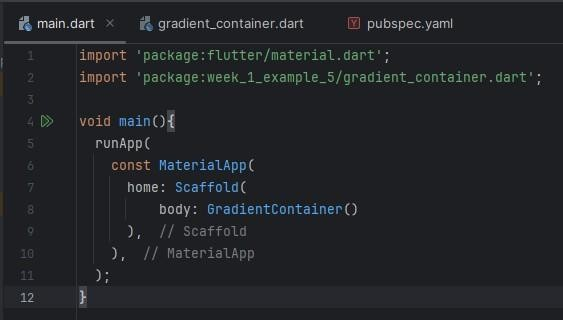 main.dart × gradient_container.dart pubspec.yaml
1 import 'package:flutter/material.dart';
2 import 'package:week_1_example_5/gradient_container.dart';
3
4 void main(){
5 runApp(
6 const MaterialApp(
7 home: Scaffold(
8 body: GradientContainer()
9 ), // Scaffold
10 ), // MaterialApp
11 );
12 }